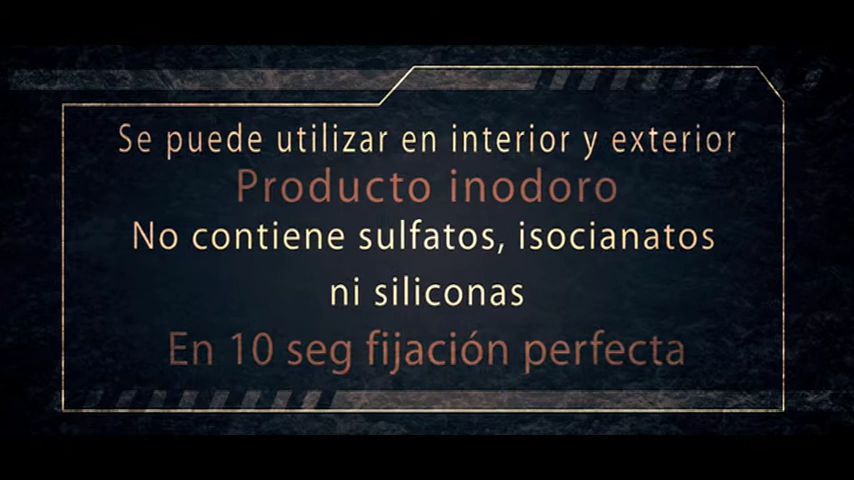 Se puede utilizar en interior y exterior
Producto inodoro
No contiene sulfatos, isocianatos
ni siliconas
En 10 seg fijación perfecta